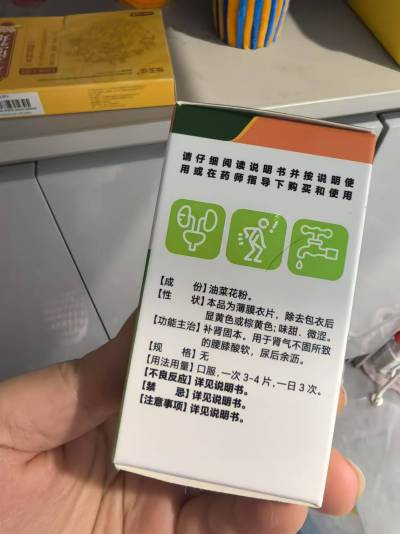 请仔细阅读说明书并按说明使
用或在药师指导下购买和使用
【成　　份】油菜花粉。
【性　　状】本品为薄膜衣片，除去包衣后
显黄色或棕黄色；味甜、微涩。
【功能主治】补肾固本。用于肾气不固所致
的腰膝酸软，尿后余沥。
【规　　格】无
【用法用量】口服，一次 3~4 片，一日 3 次。
【不良反应】详见说明书。
【禁　　忌】详见说明书。
【注意事项】详见说明书。